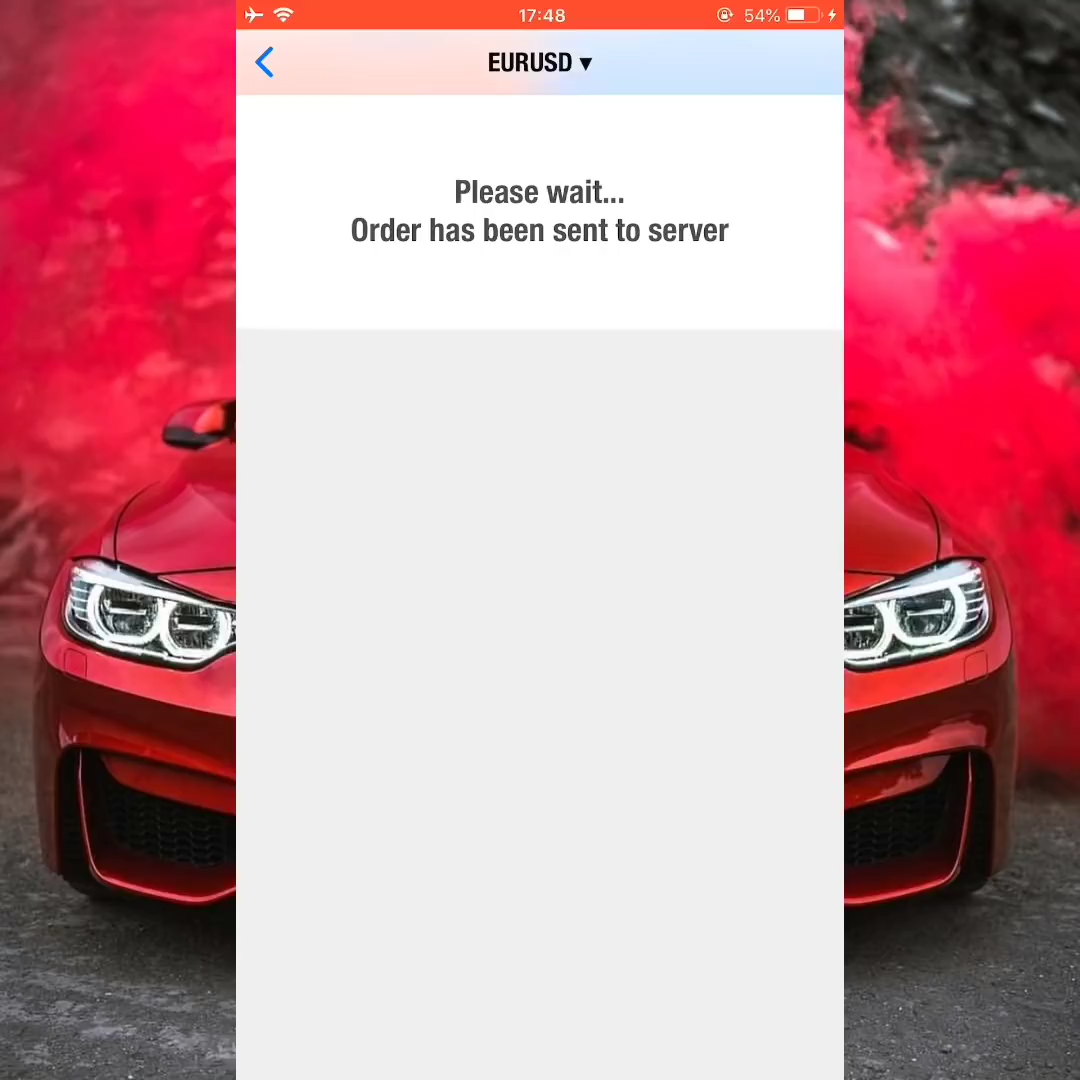 17:48
54%
EURUSD ▾
Please wait...
Order has been sent to server